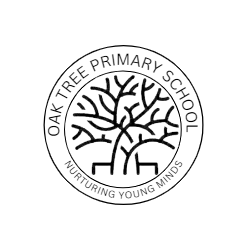 OAK TREE PRIMARY SCHOOL
NURTURING YOUNG MINDS